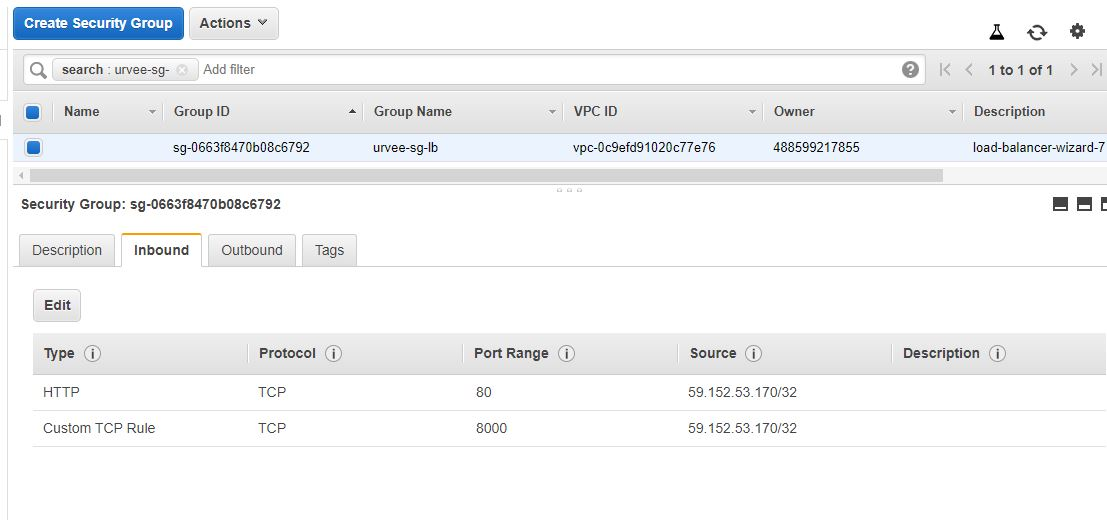 Create Security Group Actions
search : urvee-sg- Add filter 1 to 1 of 1
Name Group ID Group Name VPC ID Owner Description
sg-0663f8470b08c6792 urvee-sg-lb vpc-0c9efd91020c77e76 488599217855 load-balancer-wizard-7
Security Group: sg-0663f8470b08c6792
Description Inbound Outbound Tags
Edit
Type Protocol Port Range Source Description
HTTP TCP 80 59.152.53.170/32
Custom TCP Rule TCP 8000 59.152.53.170/32